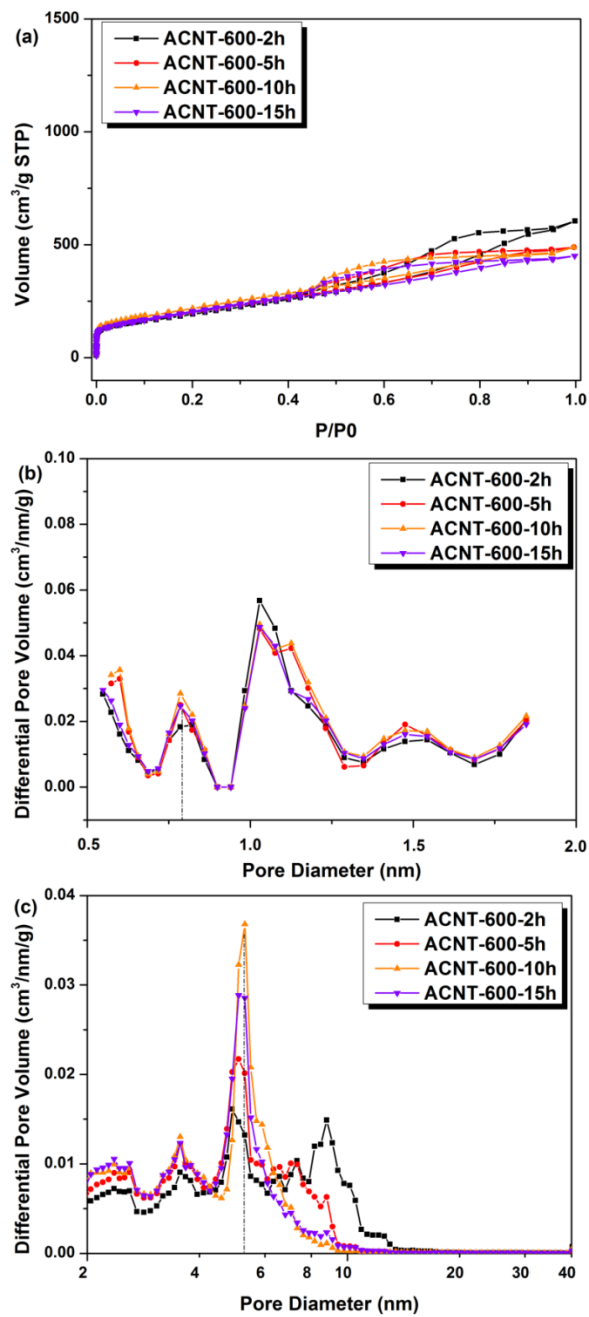 (a)
1500
1000
500
0
Volume (cm³/g STP)
ACNT-600-2h
ACNT-600-5h
ACNT-600-10h
ACNT-600-15h
0.0 0.2 0.4 0.6 0.8 1.0
P/P0
(b)
0.10
0.08
0.06
0.04
0.02
0.00
Differential Pore Volume (cm³/nm/g)
ACNT-600-2h
ACNT-600-5h
ACNT-600-10h
ACNT-600-15h
0.5 1.0 1.5 2.0
Pore Diameter (nm)
(c)
0.04
0.03
0.02
0.01
0.00
Differential Pore Volume (cm³/nm/g)
ACNT-600-2h
ACNT-600-5h
ACNT-600-10h
ACNT-600-15h
2 4 6 8 10 20 30 40
Pore Diameter (nm)